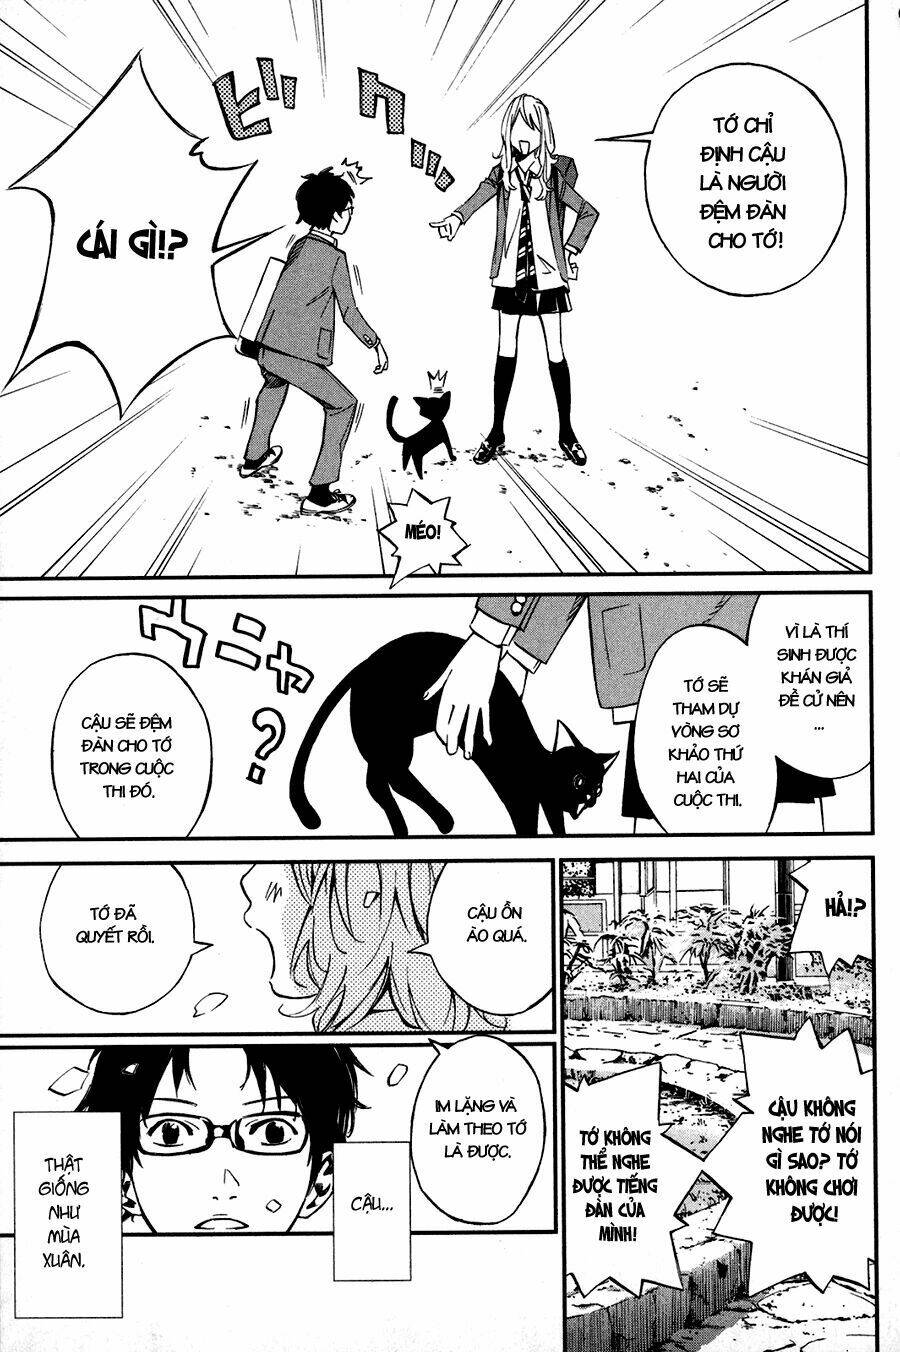 TỚ CHỈ
ĐỊNH CẬU
LÀ NGƯỜI
ĐỆM ĐÀN
CHO TỚ!
ビクッ
CÁI GÌ!?
MÉO!
VÌ LÀ THÍ
SINH ĐƯỢC
KHÁN GIẢ
ĐỀ CỬ NÊN
...
TỚ SẼ
THAM DỰ
VÒNG SƠ
KHẢO THỨ
HAI CỦA
CUỘC THI.
ウニャ
?
CẬU SẼ ĐỆM
ĐÀN CHO TỚ
TRONG CUỘC
THI ĐÓ.
HẢ!?
CẬU KHÔNG
NGHE TỚ NÓI
GÌ SAO? TỚ
KHÔNG CHƠI
ĐƯỢC!
TỚ KHÔNG
THỂ NGHE
ĐƯỢC TIẾNG
ĐÀN CỦA
MÌNH!
CẬU ỒN
ÀO QUÁ.
TỚ ĐÃ
QUYẾT RỒI.
IM LẶNG VÀ
LÀM THEO TỚ
LÀ ĐƯỢC.
CẬU...
THẬT
GIỐNG
NHƯ
MÙA
XUÂN.